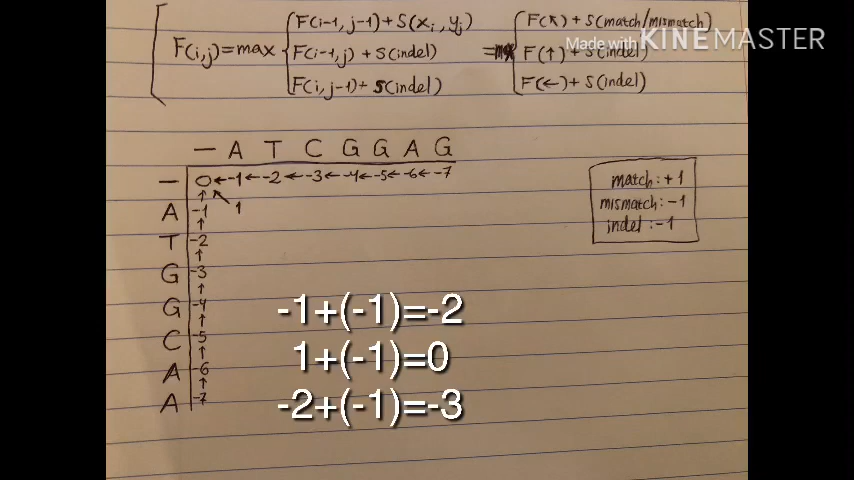 F(i,j)=max { F(i-1, j-1) + S(xi, yj) = { F(↖) + S(match/mismatch)
F(i-1, j) + S(indel) F(↑) + S(indel)
F(i, j-1) + S(indel) F(←) + S(indel)
Made with KINEMASTER
— A T C G G A G
— 0 ←-1 ←-2 ←-3 ←-4 ←-5 ←-6 ←-7
↑ ↖
A -1 1
↑
T -2
↑
G -3
↑
G -4
↑
C -5
↑
A -6
↑
A -7
match: +1
mismatch: -1
indel: -1
-1+(-1)=-2
1+(-1)=0
-2+(-1)=-3